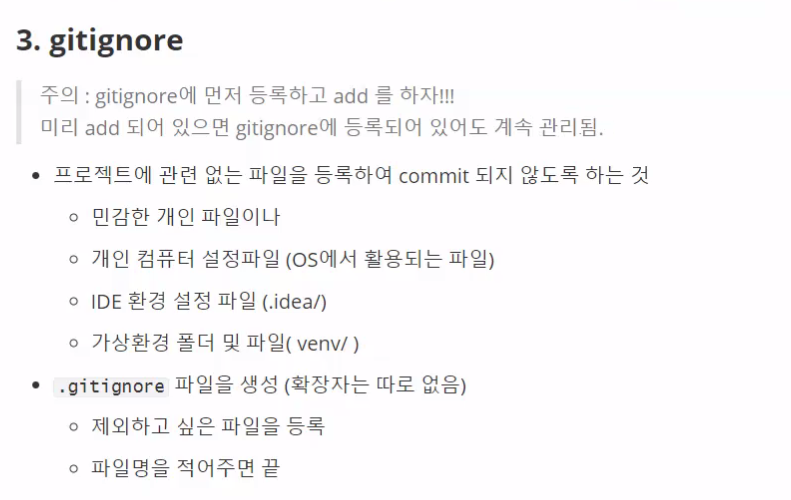 3. gitignore
주의 : gitignore에 먼저 등록하고 add 를 하자!!!
미리 add 되어 있으면 gitignore에 등록되어 있어도 계속 관리됨.
프로젝트에 관련 없는 파일을 등록하여 commit 되지 않도록 하는 것
민감한 개인 파일이나
개인 컴퓨터 설정파일 (OS에서 활용되는 파일)
IDE 환경 설정 파일 (.idea/)
가상환경 폴더 및 파일( venv/ )
.gitignore 파일을 생성 (확장자는 따로 없음)
제외하고 싶은 파일을 등록
파일명을 적어주면 끝